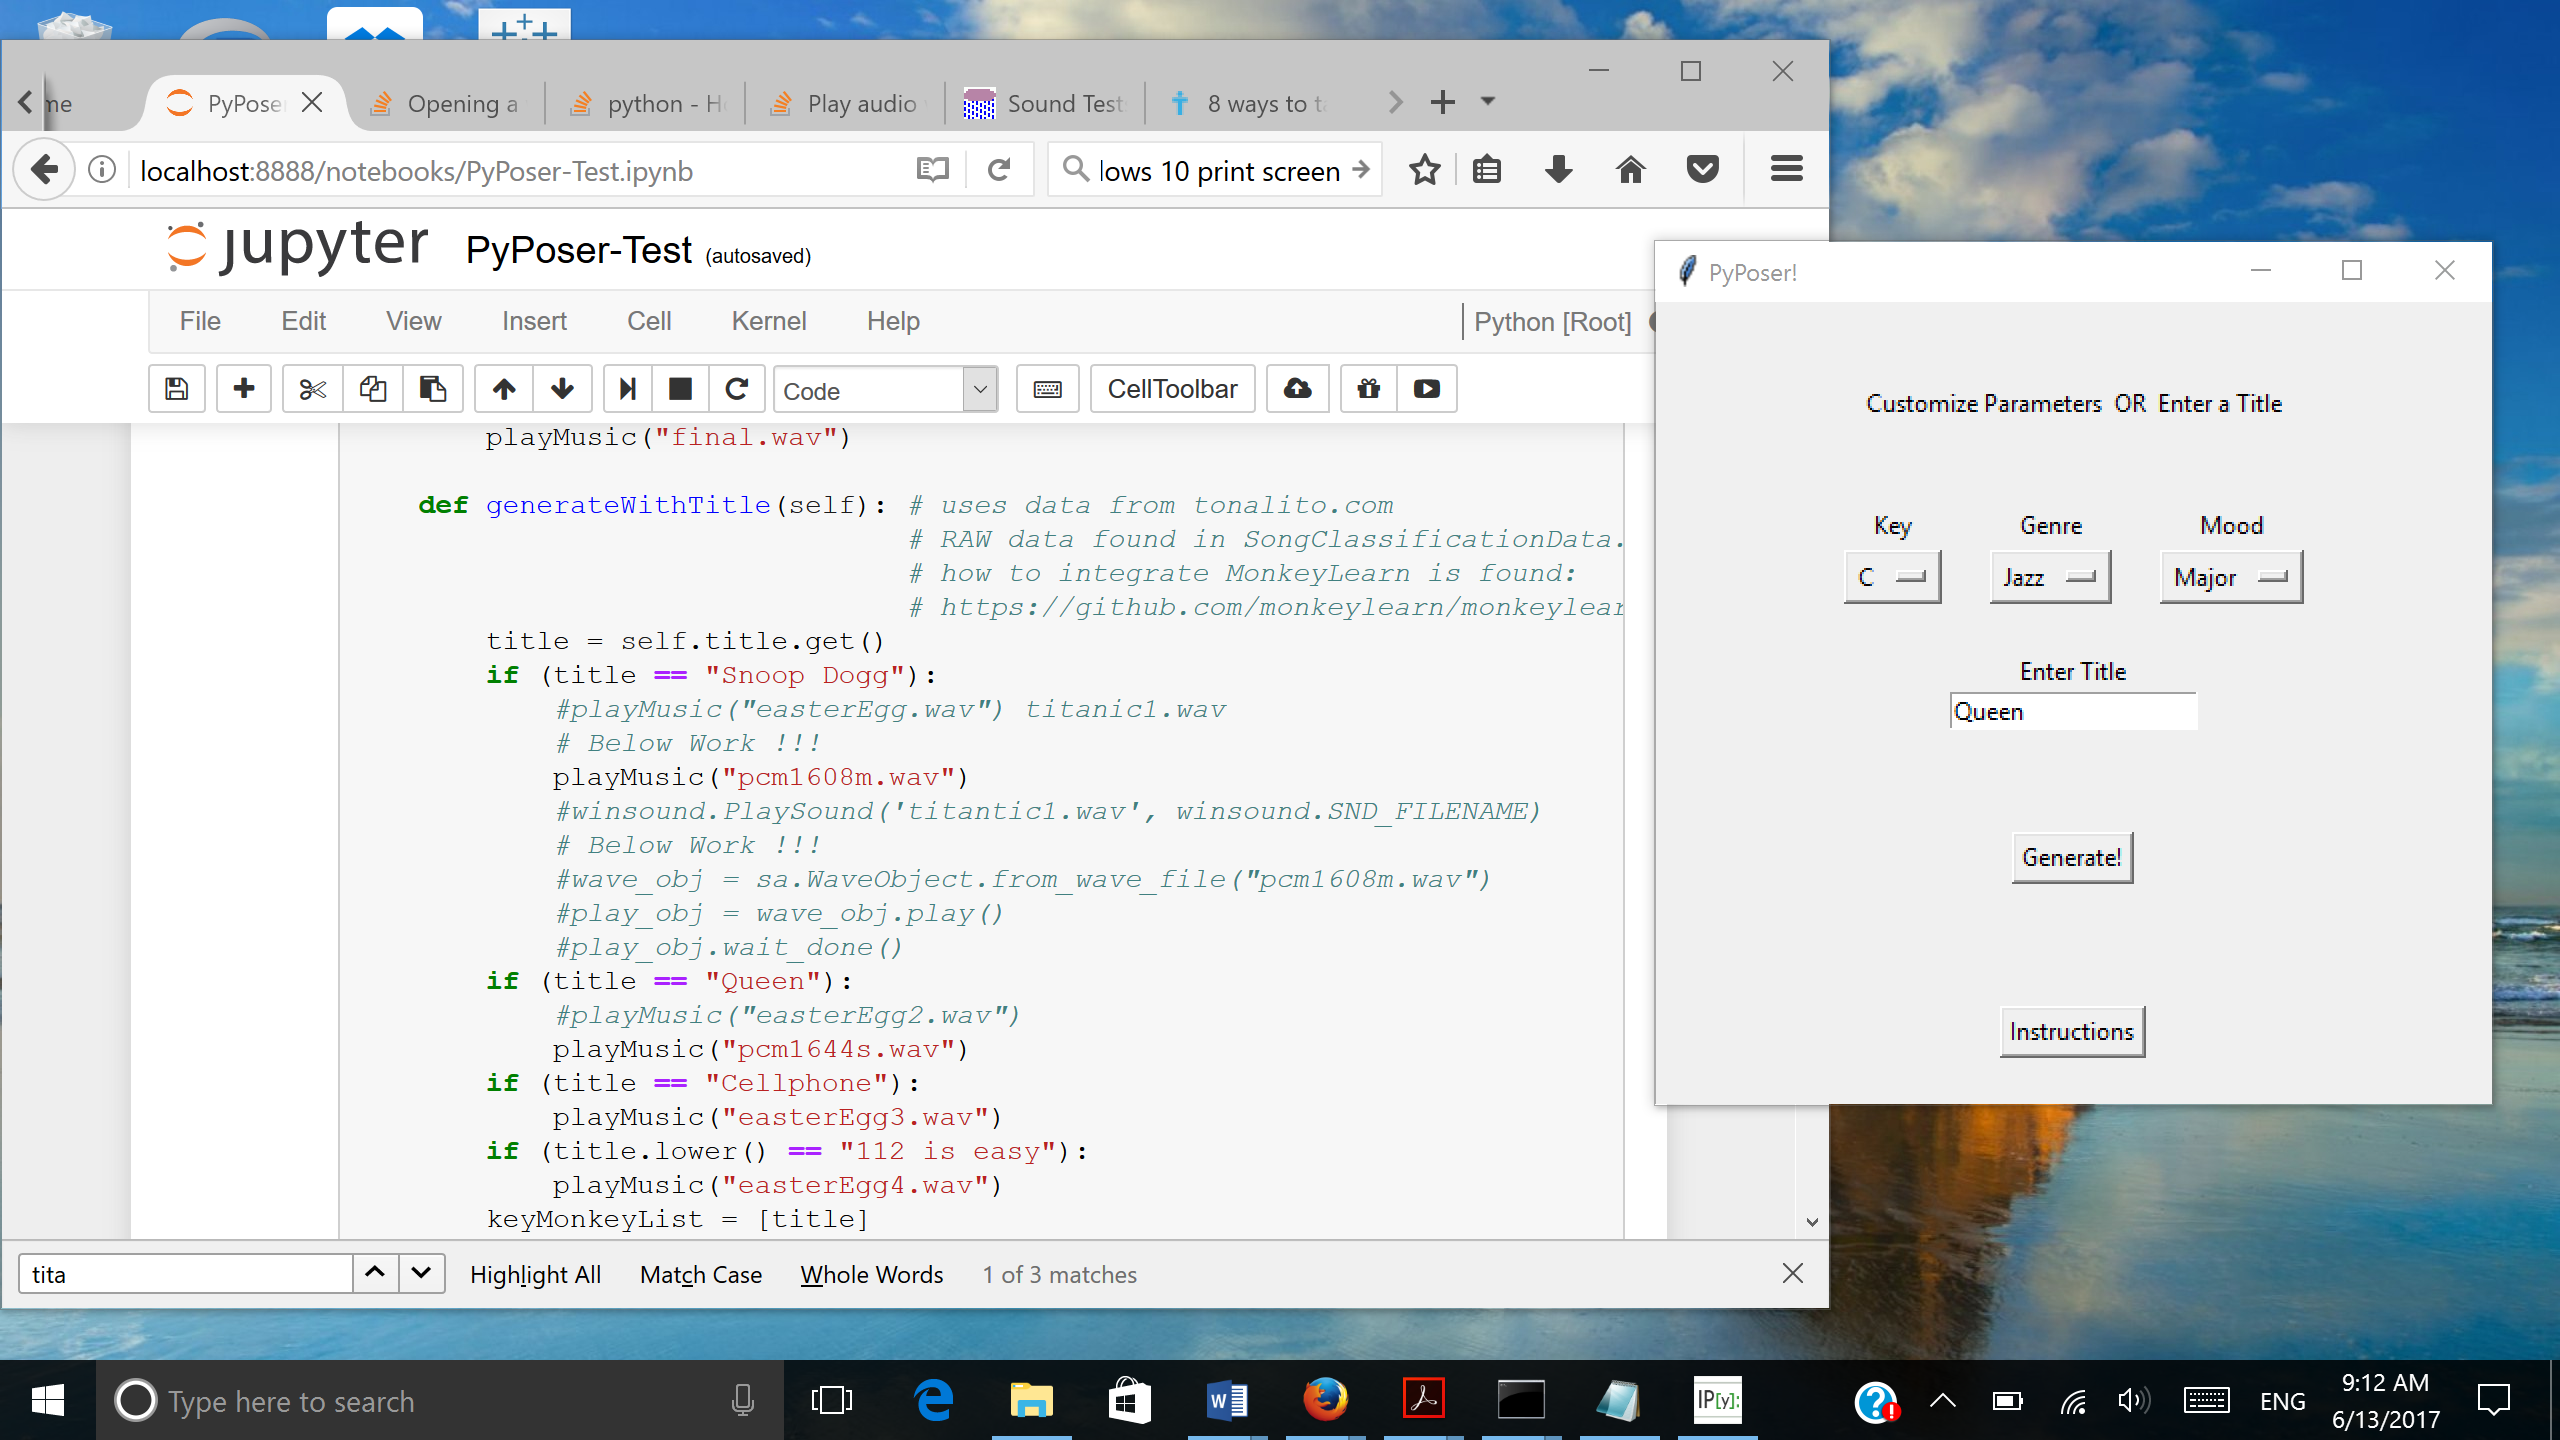 me
PyPose
Opening a
python - H
Play audio
Sound Test
8 ways to ta
localhost:8888/notebooks/PyPoser-Test.ipynb
lows 10 print screen
jupyter PyPoser-Test (autosaved)
File Edit View Insert Cell Kernel Help
Python [Root]
Code
CellToolbar
playMusic("final.wav")
def generateWithTitle(self): # uses data from tonalito.com
# RAW data found in SongClassificationData.
# how to integrate MonkeyLearn is found:
# https://github.com/monkeylearn/monkeylear
title = self.title.get()
if (title == "Snoop Dogg"):
#playMusic("easterEgg.wav") titanic1.wav
# Below Work !!!
playMusic("pcm1608m.wav")
#winsound.PlaySound('titantic1.wav', winsound.SND_FILENAME)
# Below Work !!!
#wave_obj = sa.WaveObject.from_wave_file("pcm1608m.wav")
#play_obj = wave_obj.play()
#play_obj.wait_done()
if (title == "Queen"):
#playMusic("easterEgg2.wav")
playMusic("pcm1644s.wav")
if (title == "Cellphone"):
playMusic("easterEgg3.wav")
if (title.lower() == "112 is easy"):
playMusic("easterEgg4.wav")
keyMonkeyList = [title]
tita
Highlight All Match Case Whole Words 1 of 3 matches
PyPoser!
Customize Parameters OR Enter a Title
Key Genre Mood
C Jazz Major
Enter Title
Queen
Generate!
Instructions
Type here to search
IP[y]:
ENG
9:12 AM
6/13/2017